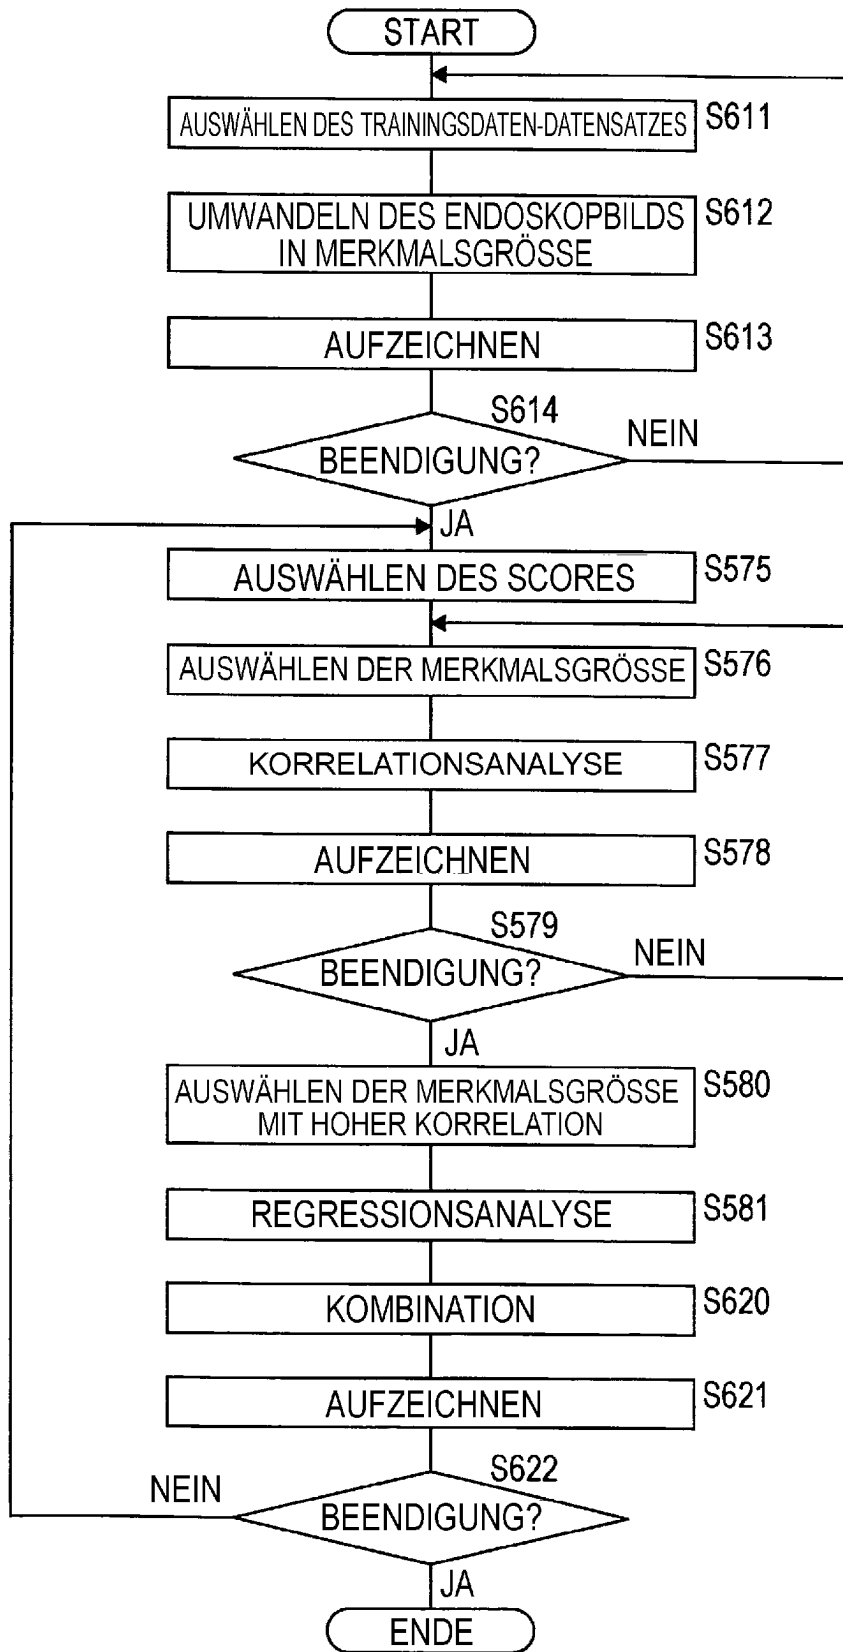 START
AUSWÄHLEN DES TRAININGSDATEN-DATENSATZES
S611
UMWANDELN DES ENDOSKOPBILDS
IN MERKMALSGRÖSSE
S612
AUFZEICHNEN
S613
S614
BEENDIGUNG?
NEIN
JA
AUSWÄHLEN DES SCORES
S575
AUSWÄHLEN DER MERKMALSGRÖSSE
S576
KORRELATIONSANALYSE
S577
AUFZEICHNEN
S578
S579
BEENDIGUNG?
NEIN
JA
AUSWÄHLEN DER MERKMALSGRÖSSE
MIT HOHER KORRELATION
S580
REGRESSIONSANALYSE
S581
KOMBINATION
S620
AUFZEICHNEN
S621
S622
NEIN
BEENDIGUNG?
JA
ENDE